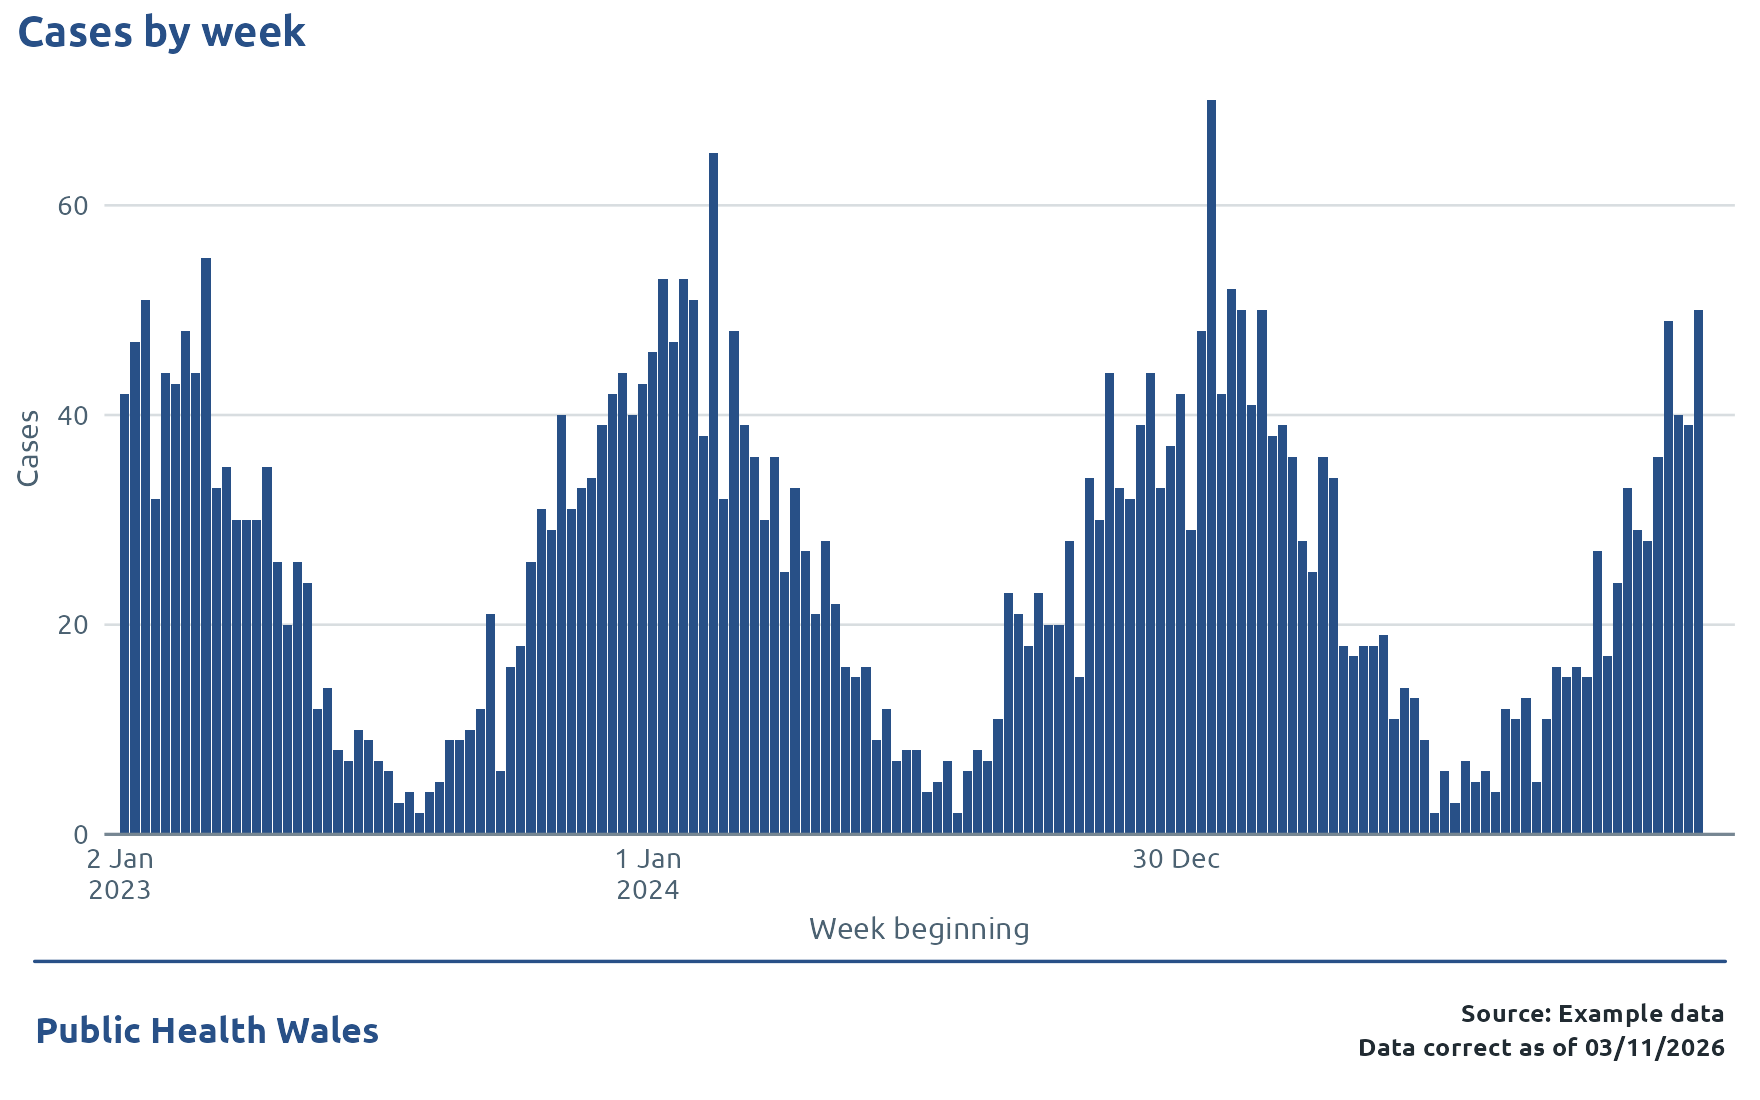 Cases by week
Cases
60
40
20
0
2 Jan
2023
1 Jan
2024
30 Dec
Week beginning
Public Health Wales
Source: Example data
Data correct as of 03/11/2026